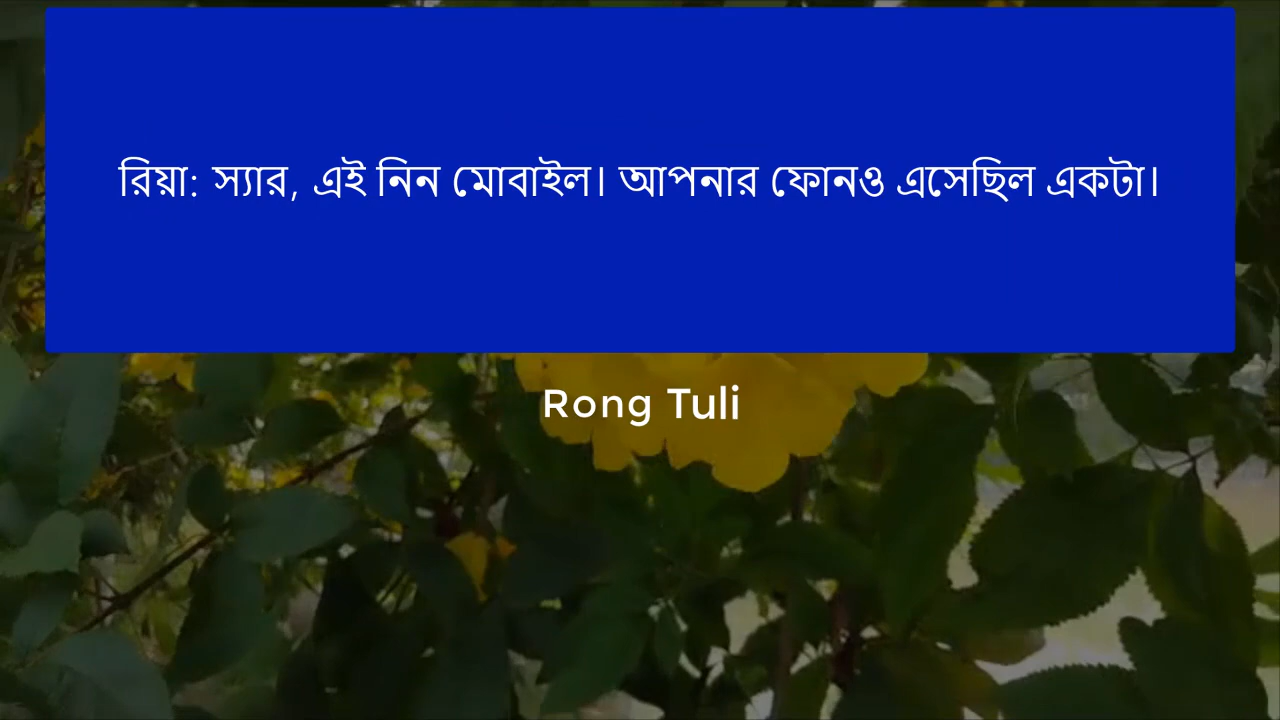 রিয়া: স্যার, এই নিন মোবাইল। আপনার ফোনও এসেছিল একটা।
Rong Tuli